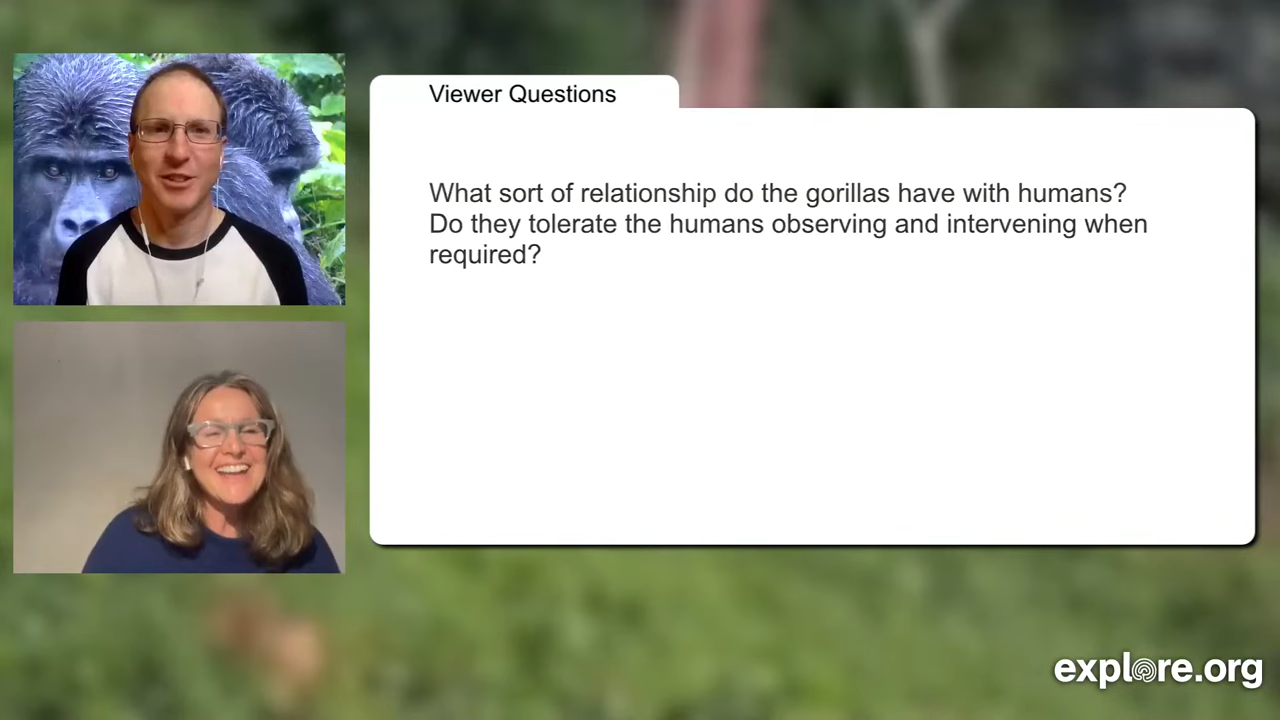 Viewer Questions
What sort of relationship do the gorillas have with humans?
Do they tolerate the humans observing and intervening when
required?
explore.org